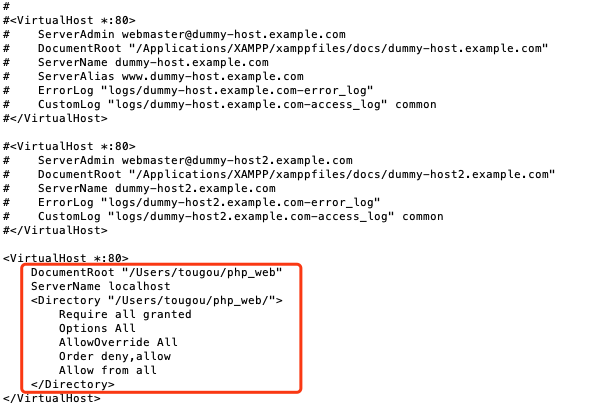 #
#<VirtualHost *:80>
#    ServerAdmin webmaster@dummy-host.example.com
#    DocumentRoot "/Applications/XAMPP/xamppfiles/docs/dummy-host.example.com"
#    ServerName dummy-host.example.com
#    ServerAlias www.dummy-host.example.com
#    ErrorLog "logs/dummy-host.example.com-error_log"
#    CustomLog "logs/dummy-host.example.com-access_log" common
#</VirtualHost>

#<VirtualHost *:80>
#    ServerAdmin webmaster@dummy-host2.example.com
#    DocumentRoot "/Applications/XAMPP/xamppfiles/docs/dummy-host2.example.com"
#    ServerName dummy-host2.example.com
#    ErrorLog "logs/dummy-host2.example.com-error_log"
#    CustomLog "logs/dummy-host2.example.com-access_log" common
#</VirtualHost>

<VirtualHost *:80>
    DocumentRoot "/Users/tougou/php_web"
    ServerName localhost
    <Directory "/Users/tougou/php_web/">
        Require all granted
        Options All
        AllowOverride All
        Order deny,allow
        Allow from all
    </Directory>
</VirtualHost>